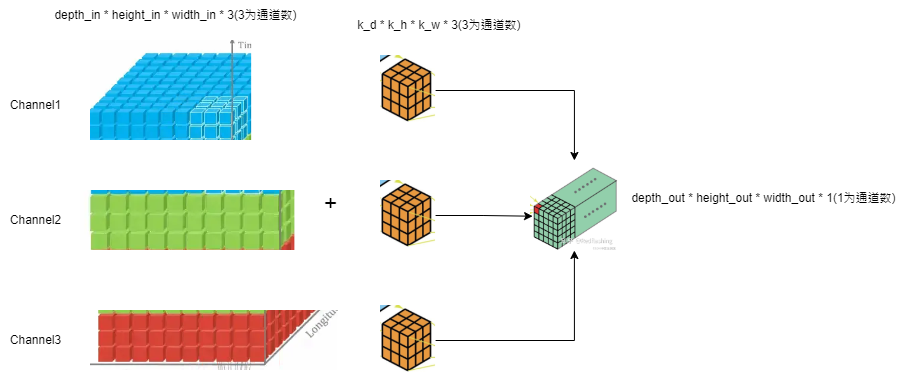 depth_in * height_in * width_in * 3(3为通道数)
k_d * k_h * k_w * 3(3为通道数)
Tin
Channel1
Channel2
+
depth_out * height_out * width_out * 1(1为通道数)
Channel3
Longitu